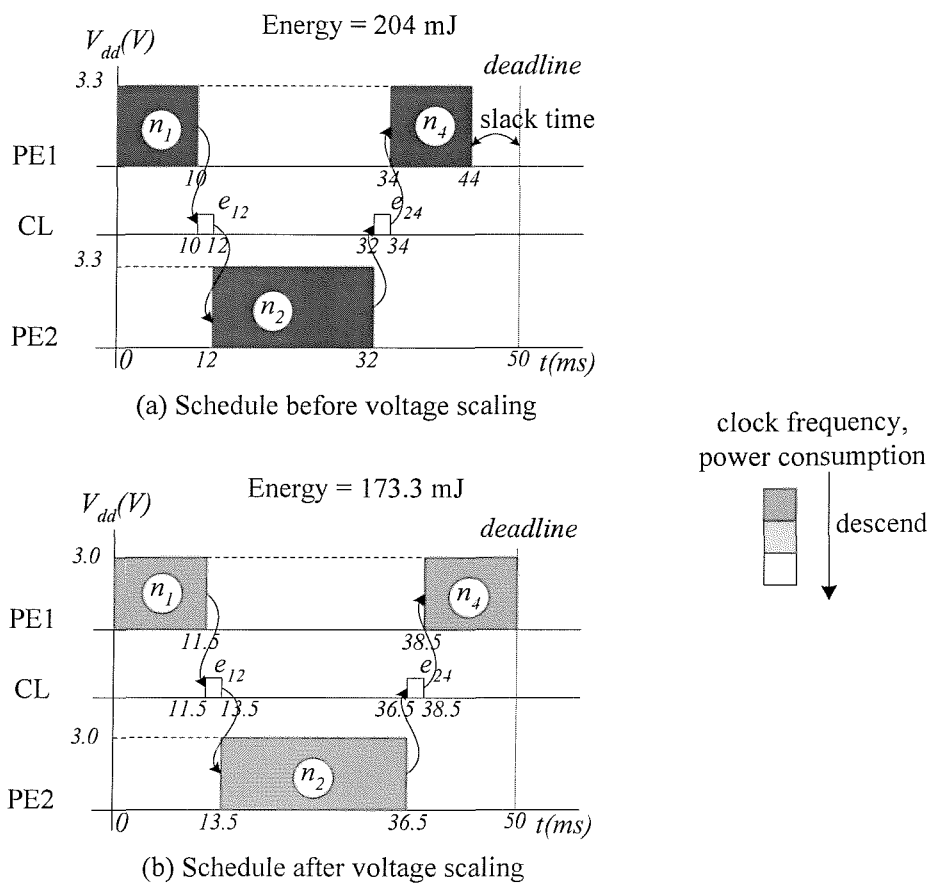 Energy = 204 mJ
V_dd(V)
deadline
3.3
n_1
n_4
slack time
PE1
10
34
44
e_12
e_24
CL
10 12
32 34
3.3
n_2
PE2
0
12
32
50
t(ms)
(a) Schedule before voltage scaling
clock frequency,
power consumption
descend
Energy = 173.3 mJ
V_dd(V)
deadline
3.0
n_1
n_4
PE1
11.5
38.5
e_12
e_24
CL
11.5 13.5
36.5 38.5
3.0
n_2
PE2
0
13.5
36.5
50
t(ms)
(b) Schedule after voltage scaling